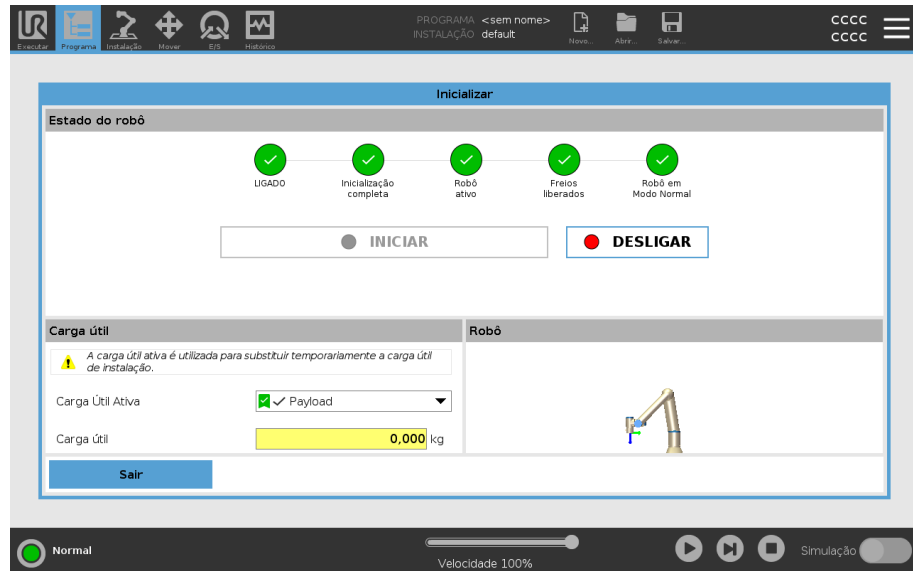 PROGRAMA <sem nome>
INSTALAÇÃO default
CCCC
CCCC
Executar Programa Instalação Mover E/S Histórico Novo... Abrir... Salvar...
Inicializar
Estado do robô
LIGADO
Inicialização
completa
Robô
ativo
Freios
liberados
Robô em
Modo Normal
INICIAR
DESLIGAR
Carga útil
A carga útil ativa é utilizada para substituir temporariamente a carga útil
de instalação.
Carga Útil Ativa
Payload
Carga útil
0,000 kg
Robô
Sair
Normal
Velocidade 100%
Simulação